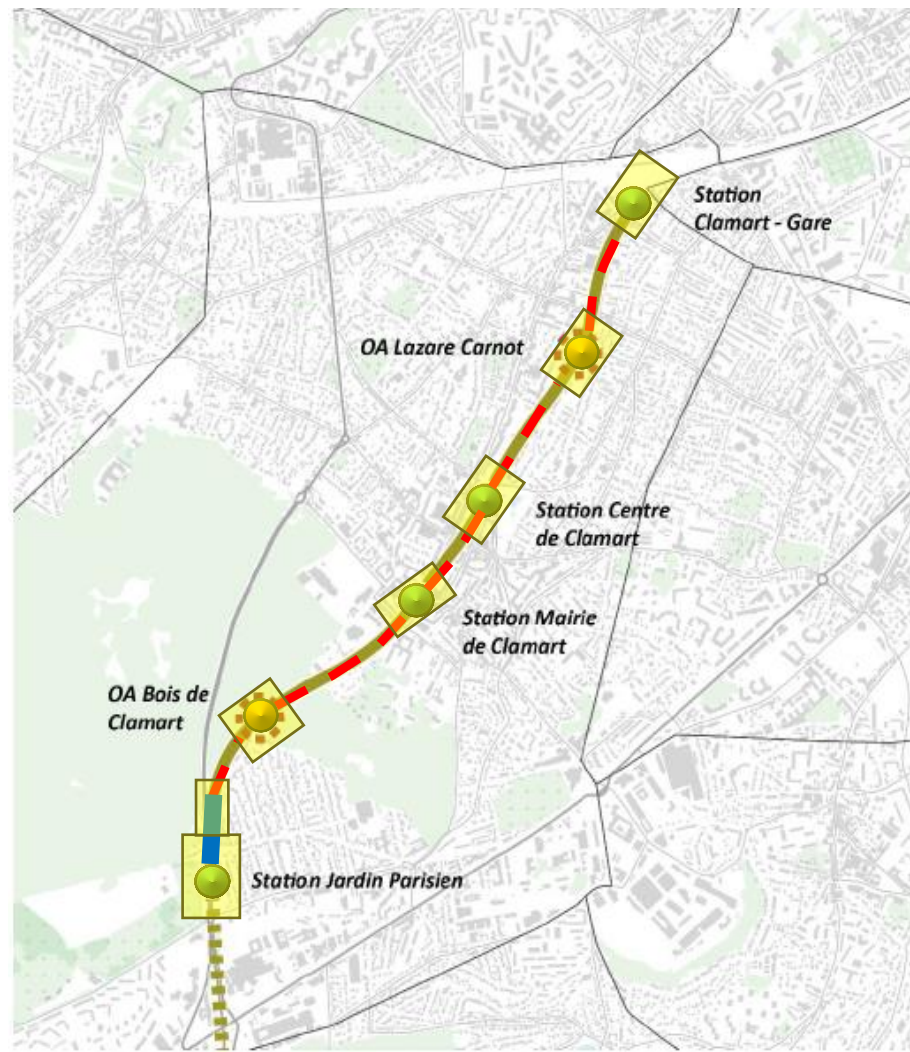 Station
Clamart - Gare
OA Lazare Carnot
Station Centre
de Clamart
Station Mairie
de Clamart
OA Bois de
Clamart
Station Jardin Parisien